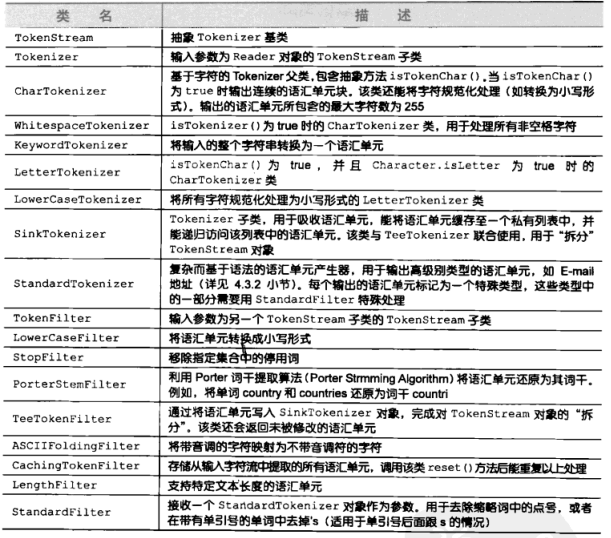 类 名 描 述
TokenStream 抽象 Tokenizer 基类
Tokenizer 输入参数为 Reader 对象的 TokenStream 子类
基于字符的 Tokenizer 父类,包含抽象方法 isTokenChar()。当 isTokenChar()
CharTokenizer 为 true 时输出连续的语汇单元块。该类还能将字符规范化处理（如转换为小写形
式）。输出的语汇单元所包含的最大字符数为 255
WhitespaceTokenizer isTokenizer()为 true 时的 CharTokenizer 类，用于处理所有非空格字符
KeywordTokenizer 将输入的整个字符串转换为一个语汇单元
LetterTokenizer isTokenChar() 为 true，并且 Character.isLetter 为 true 时的
CharTokenizer 类
LowerCaseTokenizer 将所有字符规范化处理为小写形式的 LetterTokenizer 类
Tokenizer 子类，用于吸收语汇单元，能将语汇单元缓存至一个私有列表中，并
SinkTokenizer 能递归访问该列表中的语汇单元。该类与 TeeTokenizer 联合使用，用于“拆分”
TokenStream 对象
复杂而基于语法的语汇单元产生器，用于输出高级别类型的语汇单元，如 E-mail
StandardTokenizer 地址（详见 4.3.2 小节）。每个输出的语汇单元标记为一个特殊类型，这些类型中
的一部分需要用 StandardFilter 特殊处理
TokenFilter 输入参数为另一个 TokenStream 子类的 TokenStream 子类
LowerCaseFilter 将语汇单元转换成小写形式
StopFilter 移除指定集合中的停用词
PorterStemFilter 利用 Porter 词干提取算法（Porter Strmming Algorithm）将语汇单元还原为其词干。
例如，将单词 country 和 countries 还原为词干 countri
TeeTokenFilter 通过将语汇单元写入 SinkTokenizer 对象，完成对 TokenStream 对象的“拆
分”。该类还会返回未被修改的语汇单元
ASCIIFoldingFilter 将带音调的字符映射为不带音调符的字符
CachingTokenFilter 存储从输入字符流中提取的所有语汇单元，调用该类 reset()方法后能重复以上处理
LengthFilter 支持特定文本长度的语汇单元
StandardFilter 接收一个 StandardTokenizer 对象作为参数。用于去除缩略词中的点号，或者
在带有单引号的单词中去掉's（适用于单引号后面跟 s 的情况）